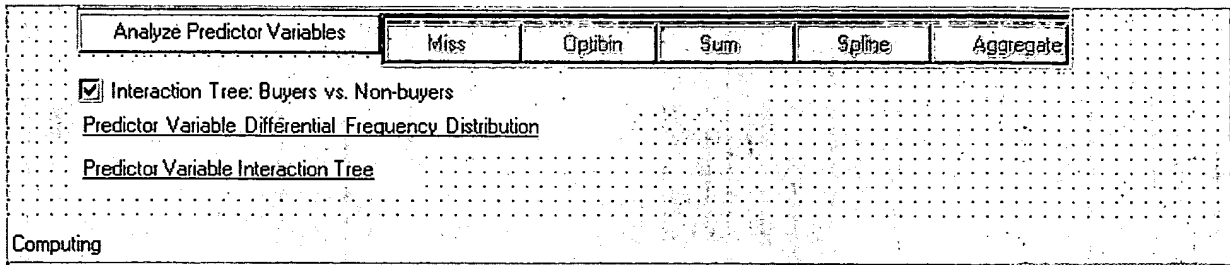 Analyze Predictor Variables Miss Optibin Sum Spline Aggregate
Interaction Tree: Buyers vs. Non-buyers
Predictor Variable Differential Frequency Distribution
Predictor Variable Interaction Tree
Computing